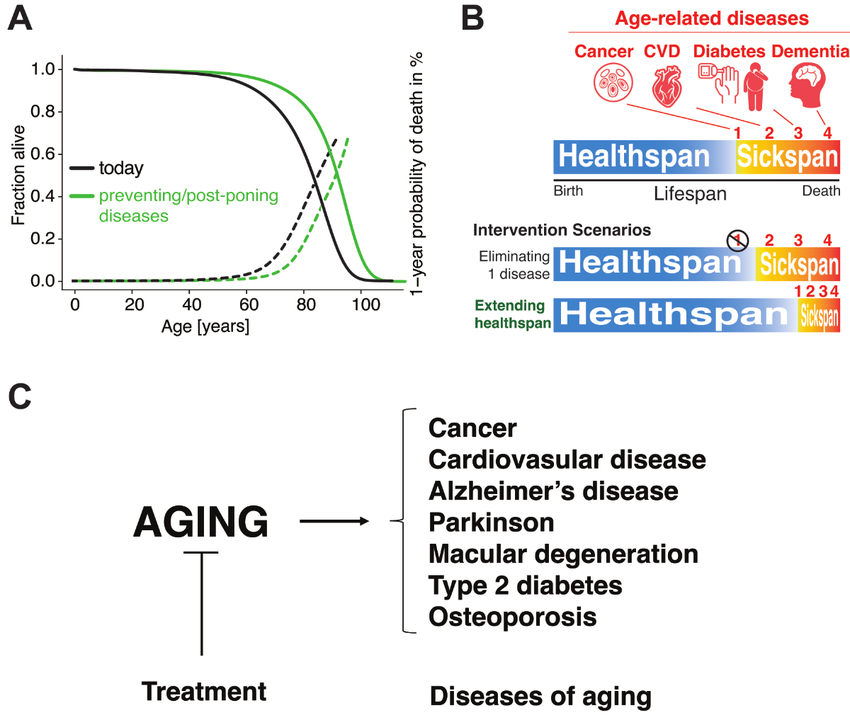 A
1.0
0.8
0.6
0.4
0.2
0.0
Fraction alive
today
preventing/post-poning
diseases
0
20
40
60
80
100
Age [years]
1−year probability of death in %
B
Age-related diseases
Cancer CVD Diabetes Dementia
1 2 3 4
Healthspan Sickspan
Birth Lifespan Death
Intervention Scenarios
1 2 3 4
Eliminating
1 disease
Healthspan Sickspan
1 2 3 4
Extending
healthspan
Healthspan Sickspan
C
AGING
Treatment
Cancer
Cardiovasular disease
Alzheimer's disease
Parkinson
Macular degeneration
Type 2 diabetes
Osteoporosis
Diseases of aging